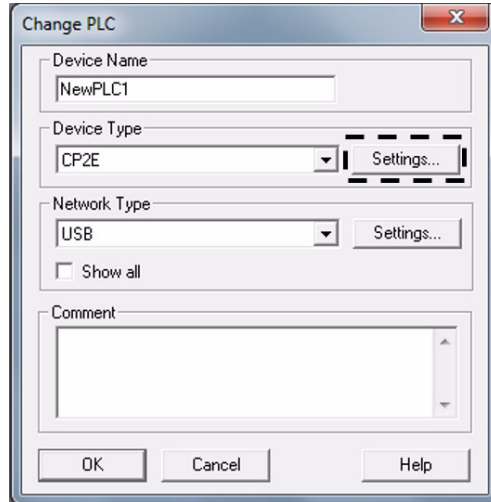 Change PLC
Device Name
NewPLC1
Device Type
CP2E
Settings...
Network Type
USB
Settings...
Show all
Comment
OK
Cancel
Help